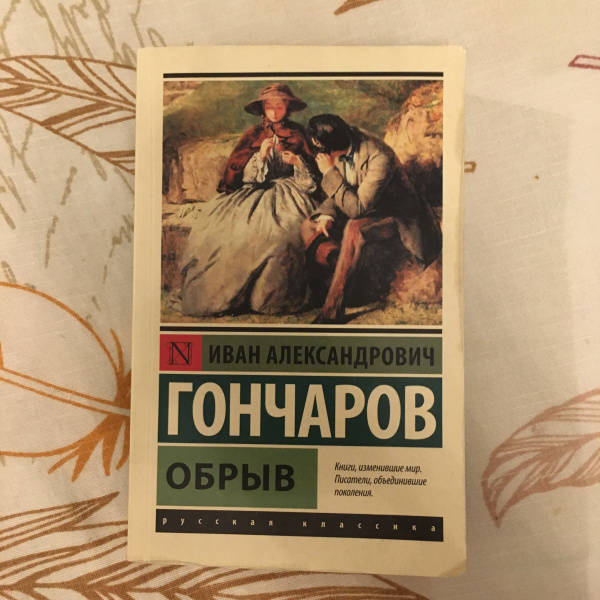 N ИВАН АЛЕКСАНДРОВИЧ
ГОНЧАРОВ
ОБРЫВ
Книги, изменившие мир.
Писатели, объединившие
поколения.
русская классика